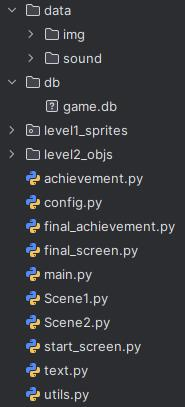 data
img
sound
db
game.db
level1_sprites
level2_objs
achievement.py
config.py
final_achievement.py
final_screen.py
main.py
Scene1.py
Scene2.py
start_screen.py
text.py
utils.py